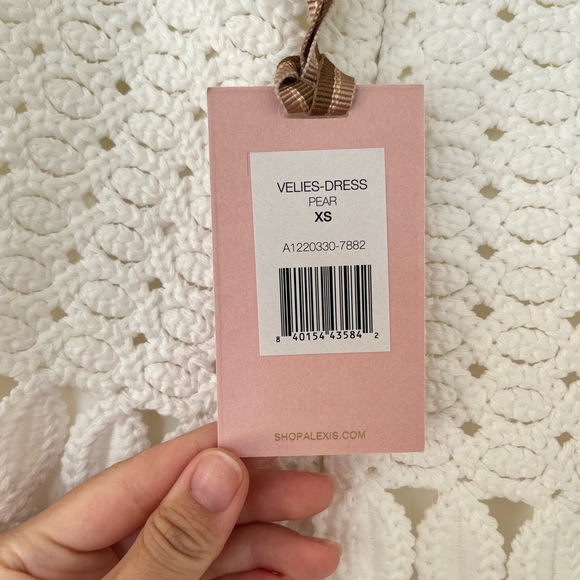 VELIES-DRESS
PEAR
XS
A1220330-7882
8 40154 43584 2
SHOPALEXIS.COM